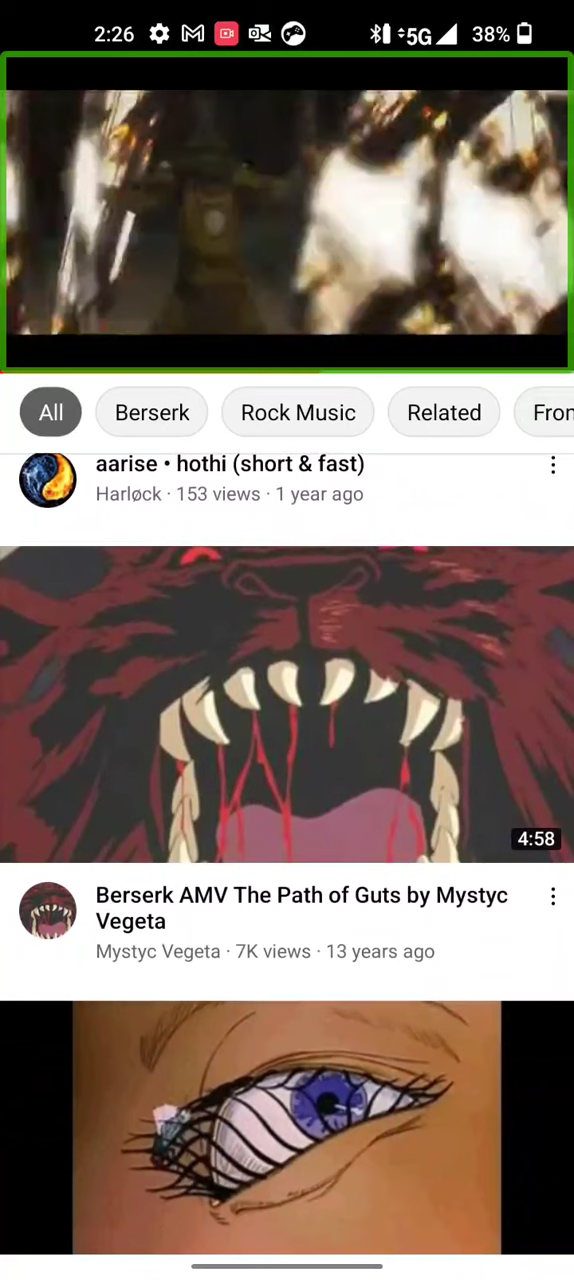 2:26 5G 38%
All Berserk Rock Music Related Fron
aarise • hothi (short & fast)
Harløck · 153 views · 1 year ago
4:58
Berserk AMV The Path of Guts by Mystyc
Vegeta
Mystyc Vegeta · 7K views · 13 years ago